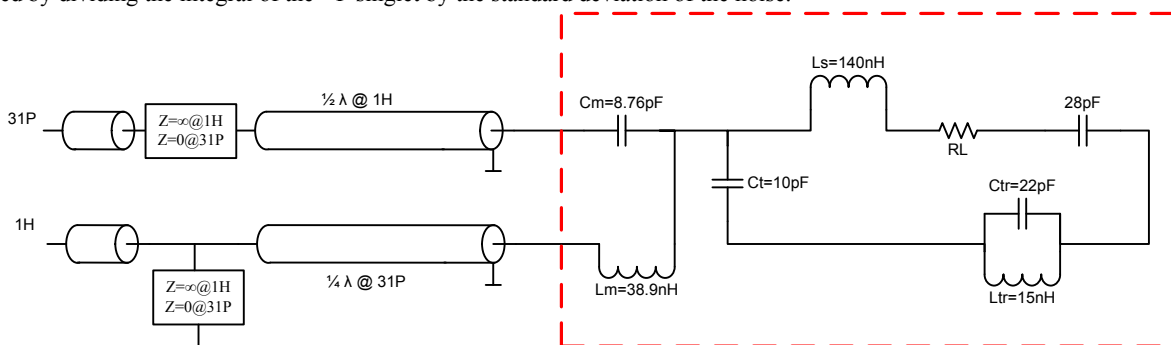 ed by dividing the integral of the ³¹P singlet by the standard deviation of the noise.
Ls=140nH
½ λ @ 1H
Cm=8.76pF
28pF
31P
Z=∞@1H
Z=0@31P
RL
Ct=10pF
Ctr=22pF
1H
¼ λ @ 31P
Lm=38.9nH
Ltr=15nH
Z=∞@1H
Z=0@31P